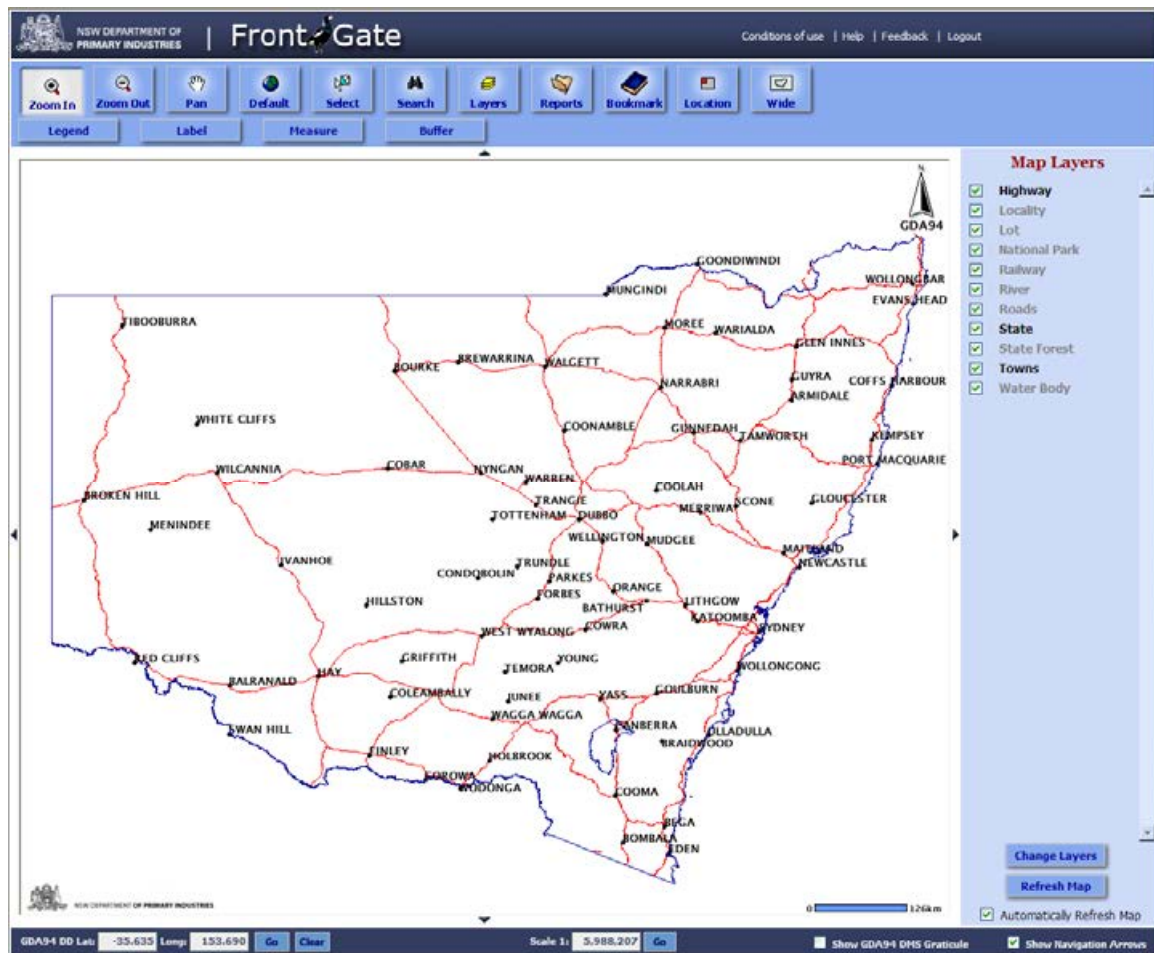 NSW DEPARTMENT OF
PRIMARY INDUSTRIES | Front Gate
Conditions of use | Help | Feedback | Logout
Zoom In Zoom Out Pan Default Select Search Layers Reports Bookmark Location Wide
Legend Label Measure Buffer
Map Layers
Highway
Locality
Lot
National Park
Railway
River
Roads
State
State Forest
Towns
Water Body
N
GDA94
GOONDIWINDI
WOLLONGBAR
MUNGINDI
EVANS HEAD
TIBOOBURRA
MOREE
WARIALDA
GLEN INNES
BREWARRINA
WALGETT
BOURKE
GUYRA
COFFS HARBOUR
NARRABRI
ARMIDALE
WHITE CLIFFS
COONAMBLE
GUNNEDAH
TAMWORTH
KEMPSEY
WILCANNIA
COBAR
NYNGAN
PORT MACQUARIE
WARREN
COOLAH
BROKEN HILL
TRANGIE
SCONE
GLOUCESTER
MERRIWA
TOTTENHAM
DUBBO
MENINDEE
WELLINGTON
MUDGEE
MAITLAND
IVANHOE
TRUNDLE
NEWCASTLE
CONDOBOLIN
PARKES
ORANGE
FORBES
HILLSTON
BATHURST
LITHGOW
KATOOMBA
WEST WYALONG
COWRA
SYDNEY
RED CLIFFS
GRIFFITH
YOUNG
TEMORA
WOLLONGONG
HAY
BALRANALD
COLEAMBALLY
JUNEE
YASS
GOULBURN
WAGGA WAGGA
SWAN HILL
CANBERRA
ULLADULLA
BRAIDWOOD
FINLEY
HOLBROOK
COROWA
WODONGA
COOMA
BEGA
BOMBALA
EDEN
Change Layers
Refresh Map
Automatically Refresh Map
NSW DEPARTMENT OF PRIMARY INDUSTRIES
0 126km
GDA94 DD Lat: -35.635 Long: 153.690 Go Clear Scale 1: 5,988,207 Go Show GDA94 DMS Graticule Show Navigation Arrows